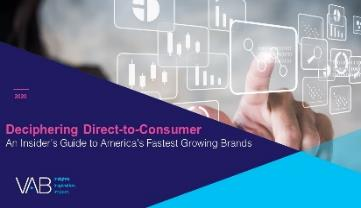 2020
Deciphering Direct-to-Consumer
An Insider's Guide to America's Fastest Growing Brands
VAB